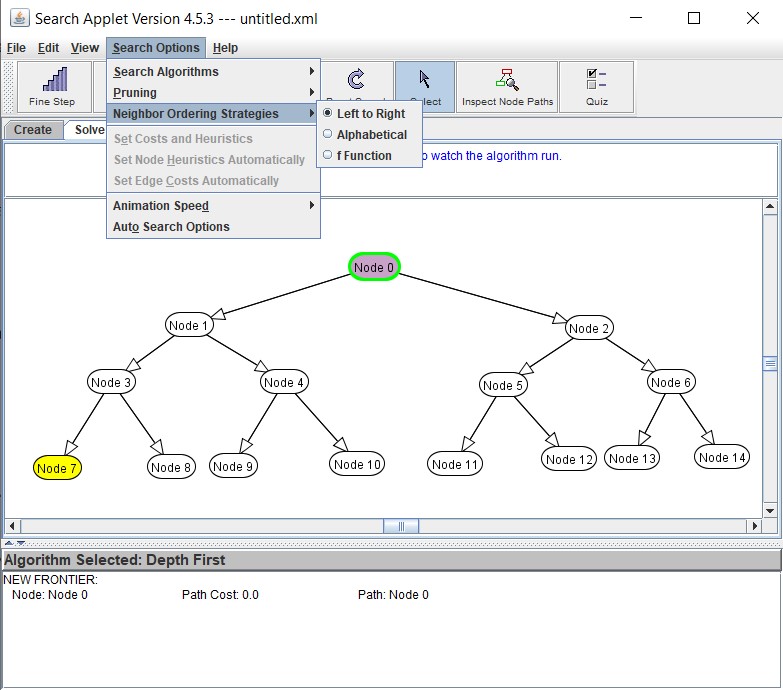 Search Applet Version 4.5.3 --- untitled.xml
File Edit View Search Options Help
Search Algorithms
Pruning
Neighbor Ordering Strategies
Set Costs and Heuristics
Set Node Heuristics Automatically
Set Edge Costs Automatically
Animation Speed
Auto Search Options
Left to Right
Alphabetical
f Function
Fine Step
Inspect Node Paths
Quiz
Create Solve
watch the algorithm run.
Node 0
Node 1 Node 2
Node 3 Node 4 Node 5 Node 6
Node 7 Node 8 Node 9 Node 10 Node 11 Node 12 Node 13 Node 14
Algorithm Selected: Depth First
NEW FRONTIER:
Node: Node 0 Path Cost: 0.0 Path: Node 0